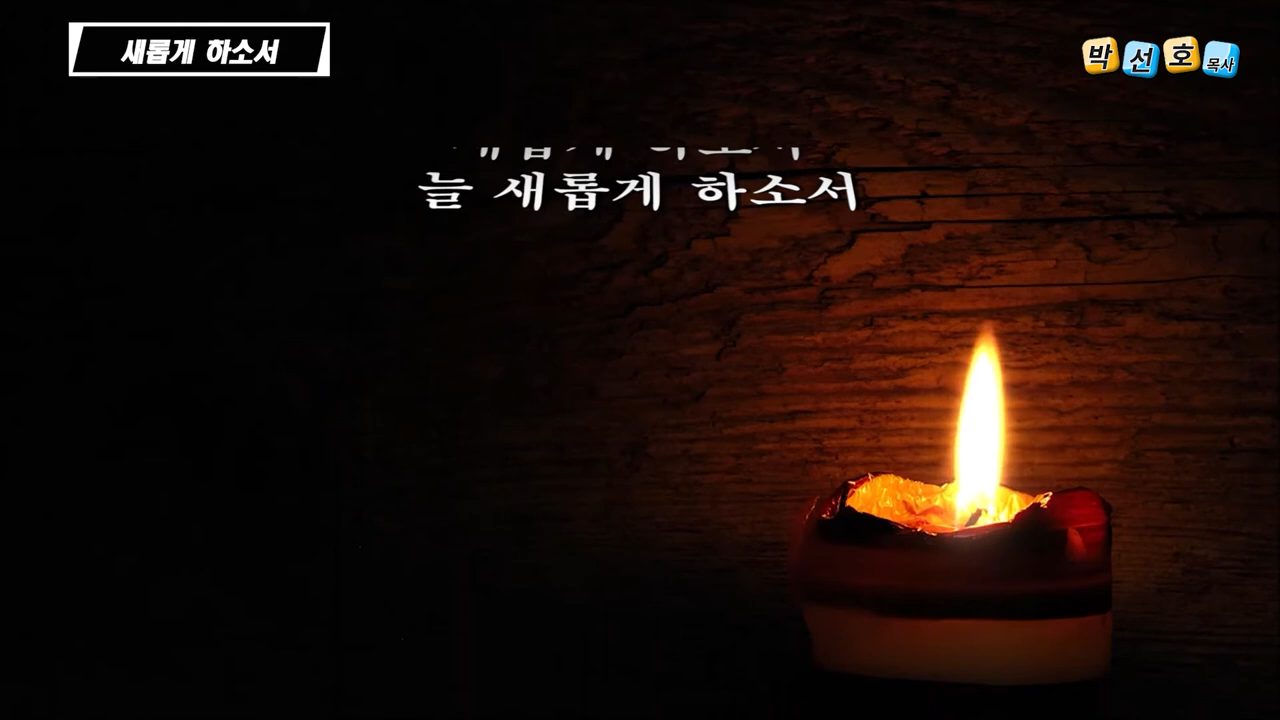 새롭게 하소서
박선호 목사
늘 새롭게 하소서